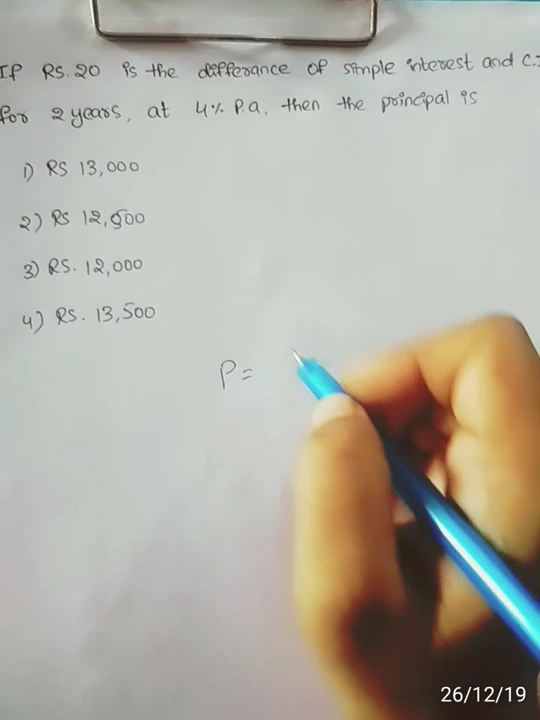 If Rs. 20 is the differance of simple interest and C.I
for 2 years, at 4% P.a, then the principal is
1) RS 13,000
2) RS 12,500
3) RS. 12,000
4) RS. 13,500
P=
26/12/19